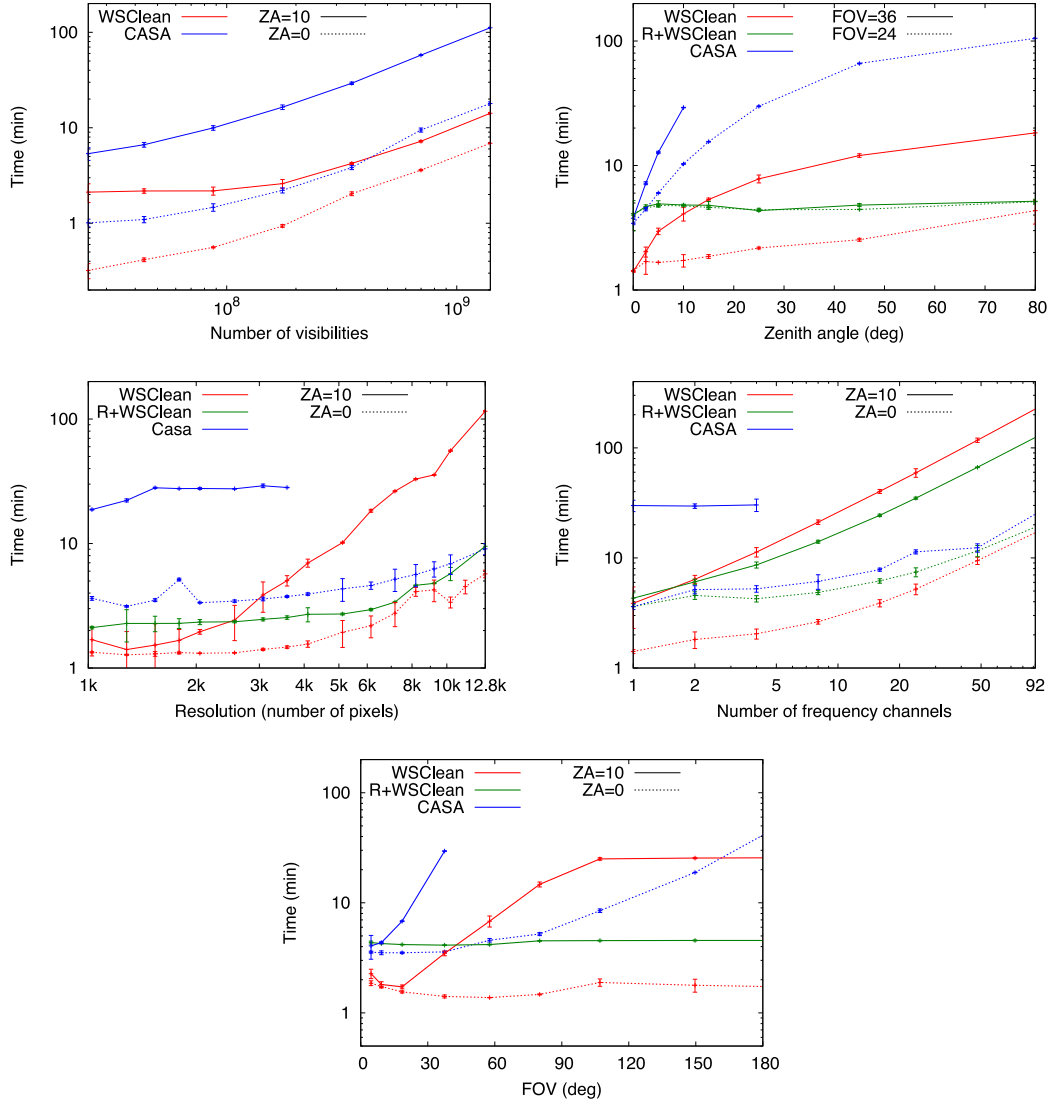 WSClean
CASA
ZA=10
ZA=0
100
10
1
Time (min)
10⁸
10⁹
Number of visibilities
WSClean
R+WSClean
CASA
FOV=36
FOV=24
100
10
1
Time (min)
0
10
20
30
40
50
60
70
80
Zenith angle (deg)
WSClean
R+WSClean
Casa
ZA=10
ZA=0
100
10
1
Time (min)
1k
2k
3k
4k
5k
6k
8k
10k
12.8k
Resolution (number of pixels)
WSClean
R+WSClean
CASA
ZA=10
ZA=0
100
10
1
Time (min)
1
2
5
10
20
50
92
Number of frequency channels
WSClean
R+WSClean
CASA
ZA=10
ZA=0
100
10
1
Time (min)
0
30
60
90
120
150
180
FOV (deg)